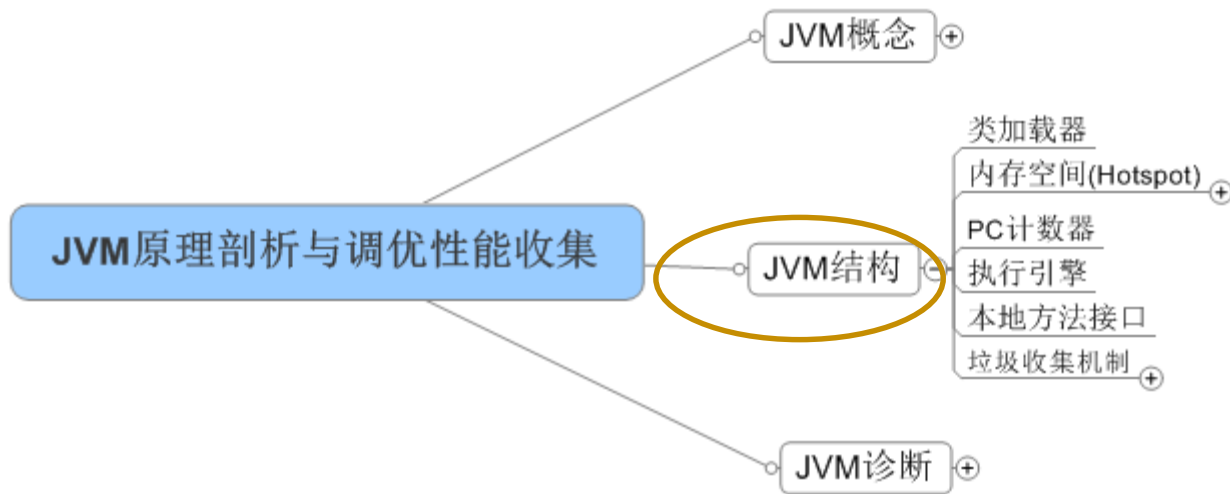 JVM概念
类加载器
内存空间(Hotspot)
JVM原理剖析与调优性能收集
JVM结构
PC计数器
执行引擎
本地方法接口
垃圾收集机制
JVM诊断